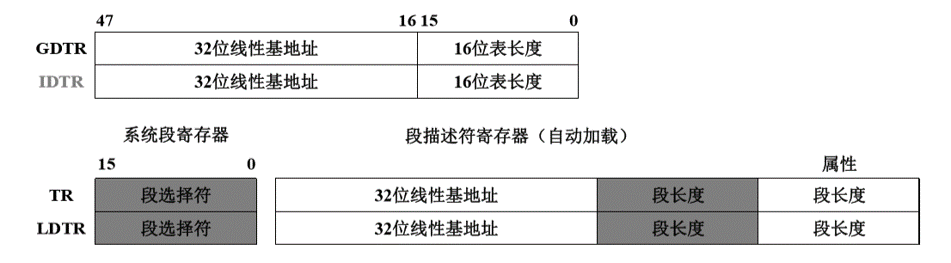 47 16 15 0
GDTR 32位线性基地址 16位表长度
IDTR 32位线性基地址 16位表长度
系统段寄存器 段描述符寄存器（自动加载）
15 0 属性
TR 段选择符 32位线性基地址 段长度 段长度
LDTR 段选择符 32位线性基地址 段长度 段长度